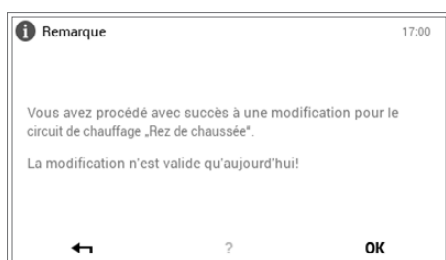 Remarque 17:00
Vous avez procédé avec succès à une modification pour le
circuit de chauffage „Rez de chaussée“.
La modification n'est valide qu'aujourd'hui!
? OK